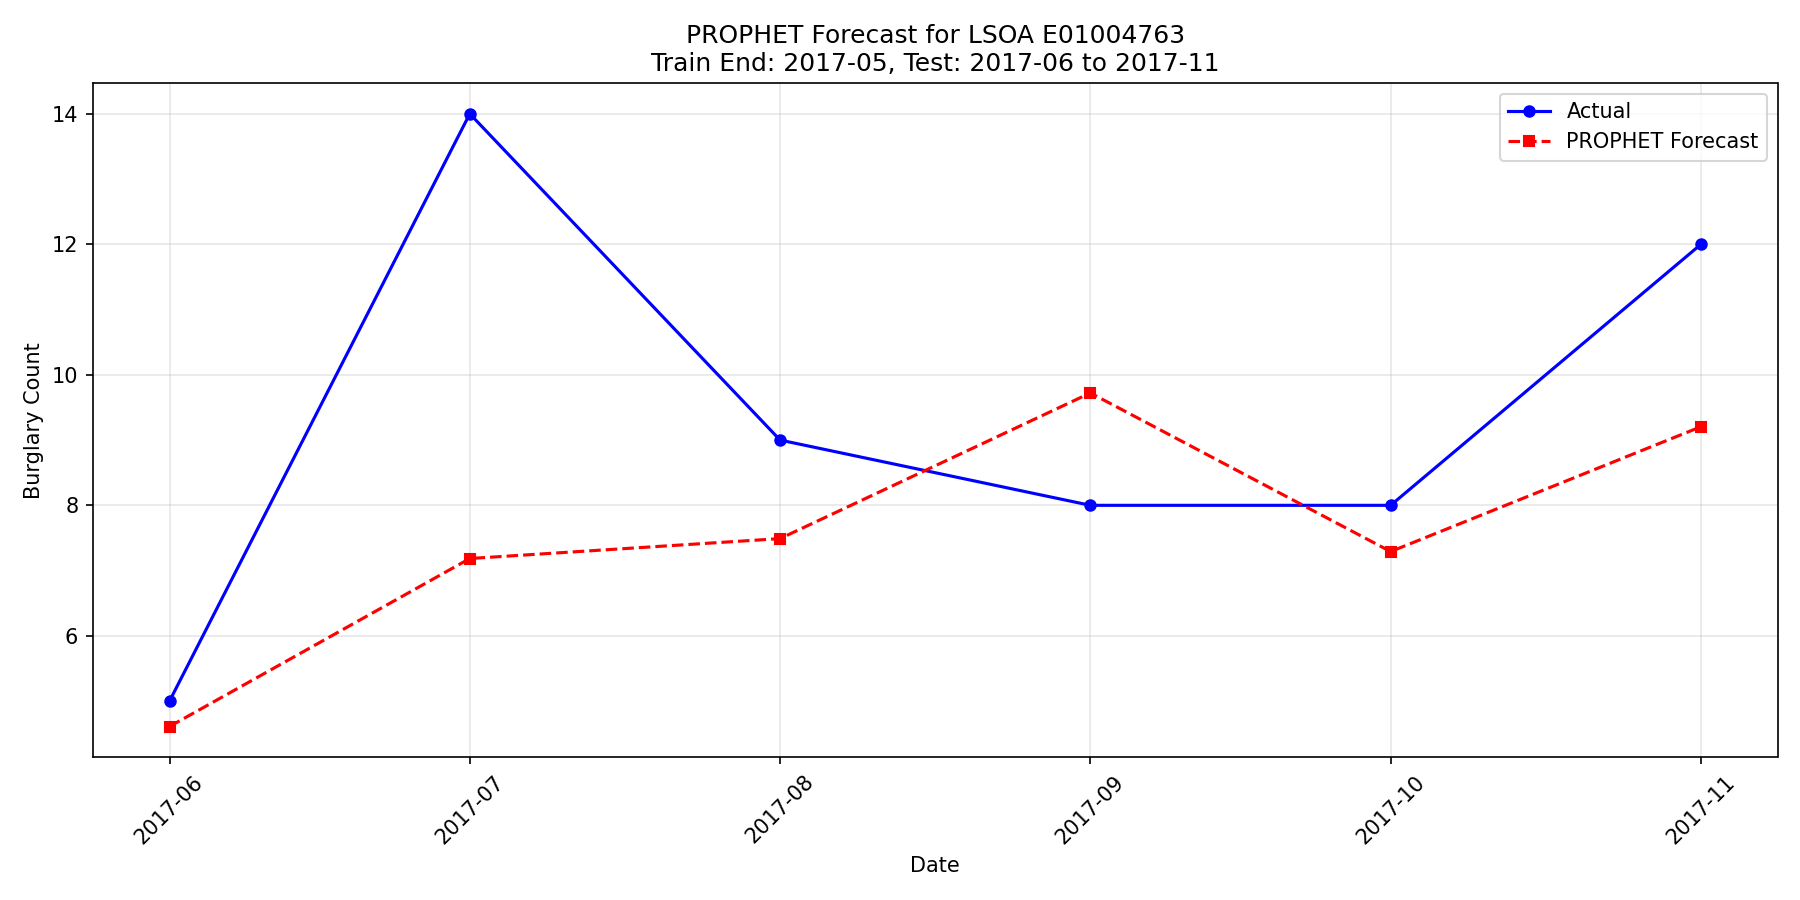 PROPHET Forecast for LSOA E01004763
Train End: 2017-05, Test: 2017-06 to 2017-11
Actual
PROPHET Forecast
Burglary Count
14
12
10
8
6
2017-06
2017-07
2017-08
2017-09
2017-10
2017-11
Date